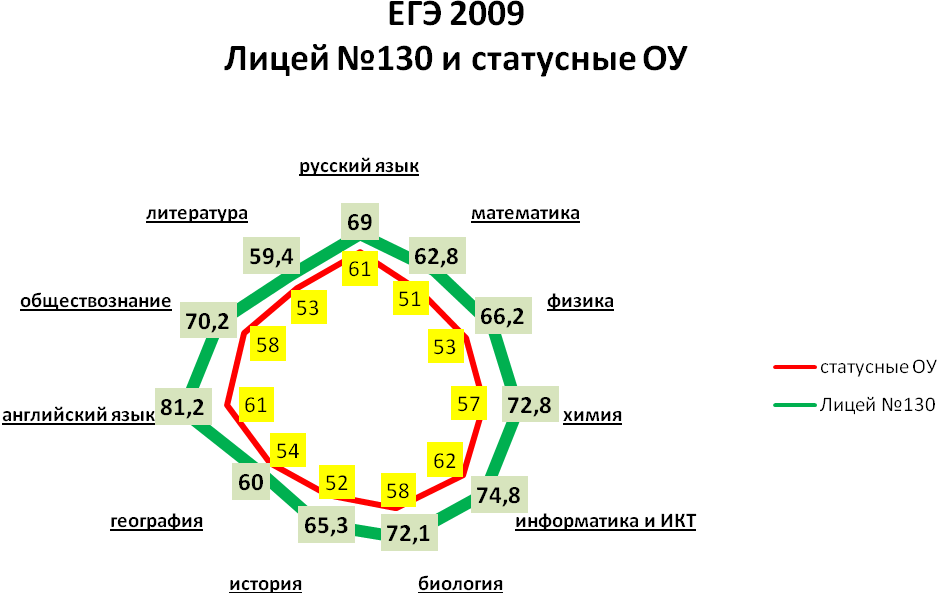 ЕГЭ 2009
Лицей №130 и статусные ОУ
русский язык
литература
математика
69
59,4
62,8
61
обществознание
физика
53
51
70,2
66,2
58
53
статусные ОУ
английский язык
81,2
61
57
72,8
химия
Лицей №130
54
62
60
52
58
74,8
география
65,3
72,1
информатика и ИКТ
история
биология